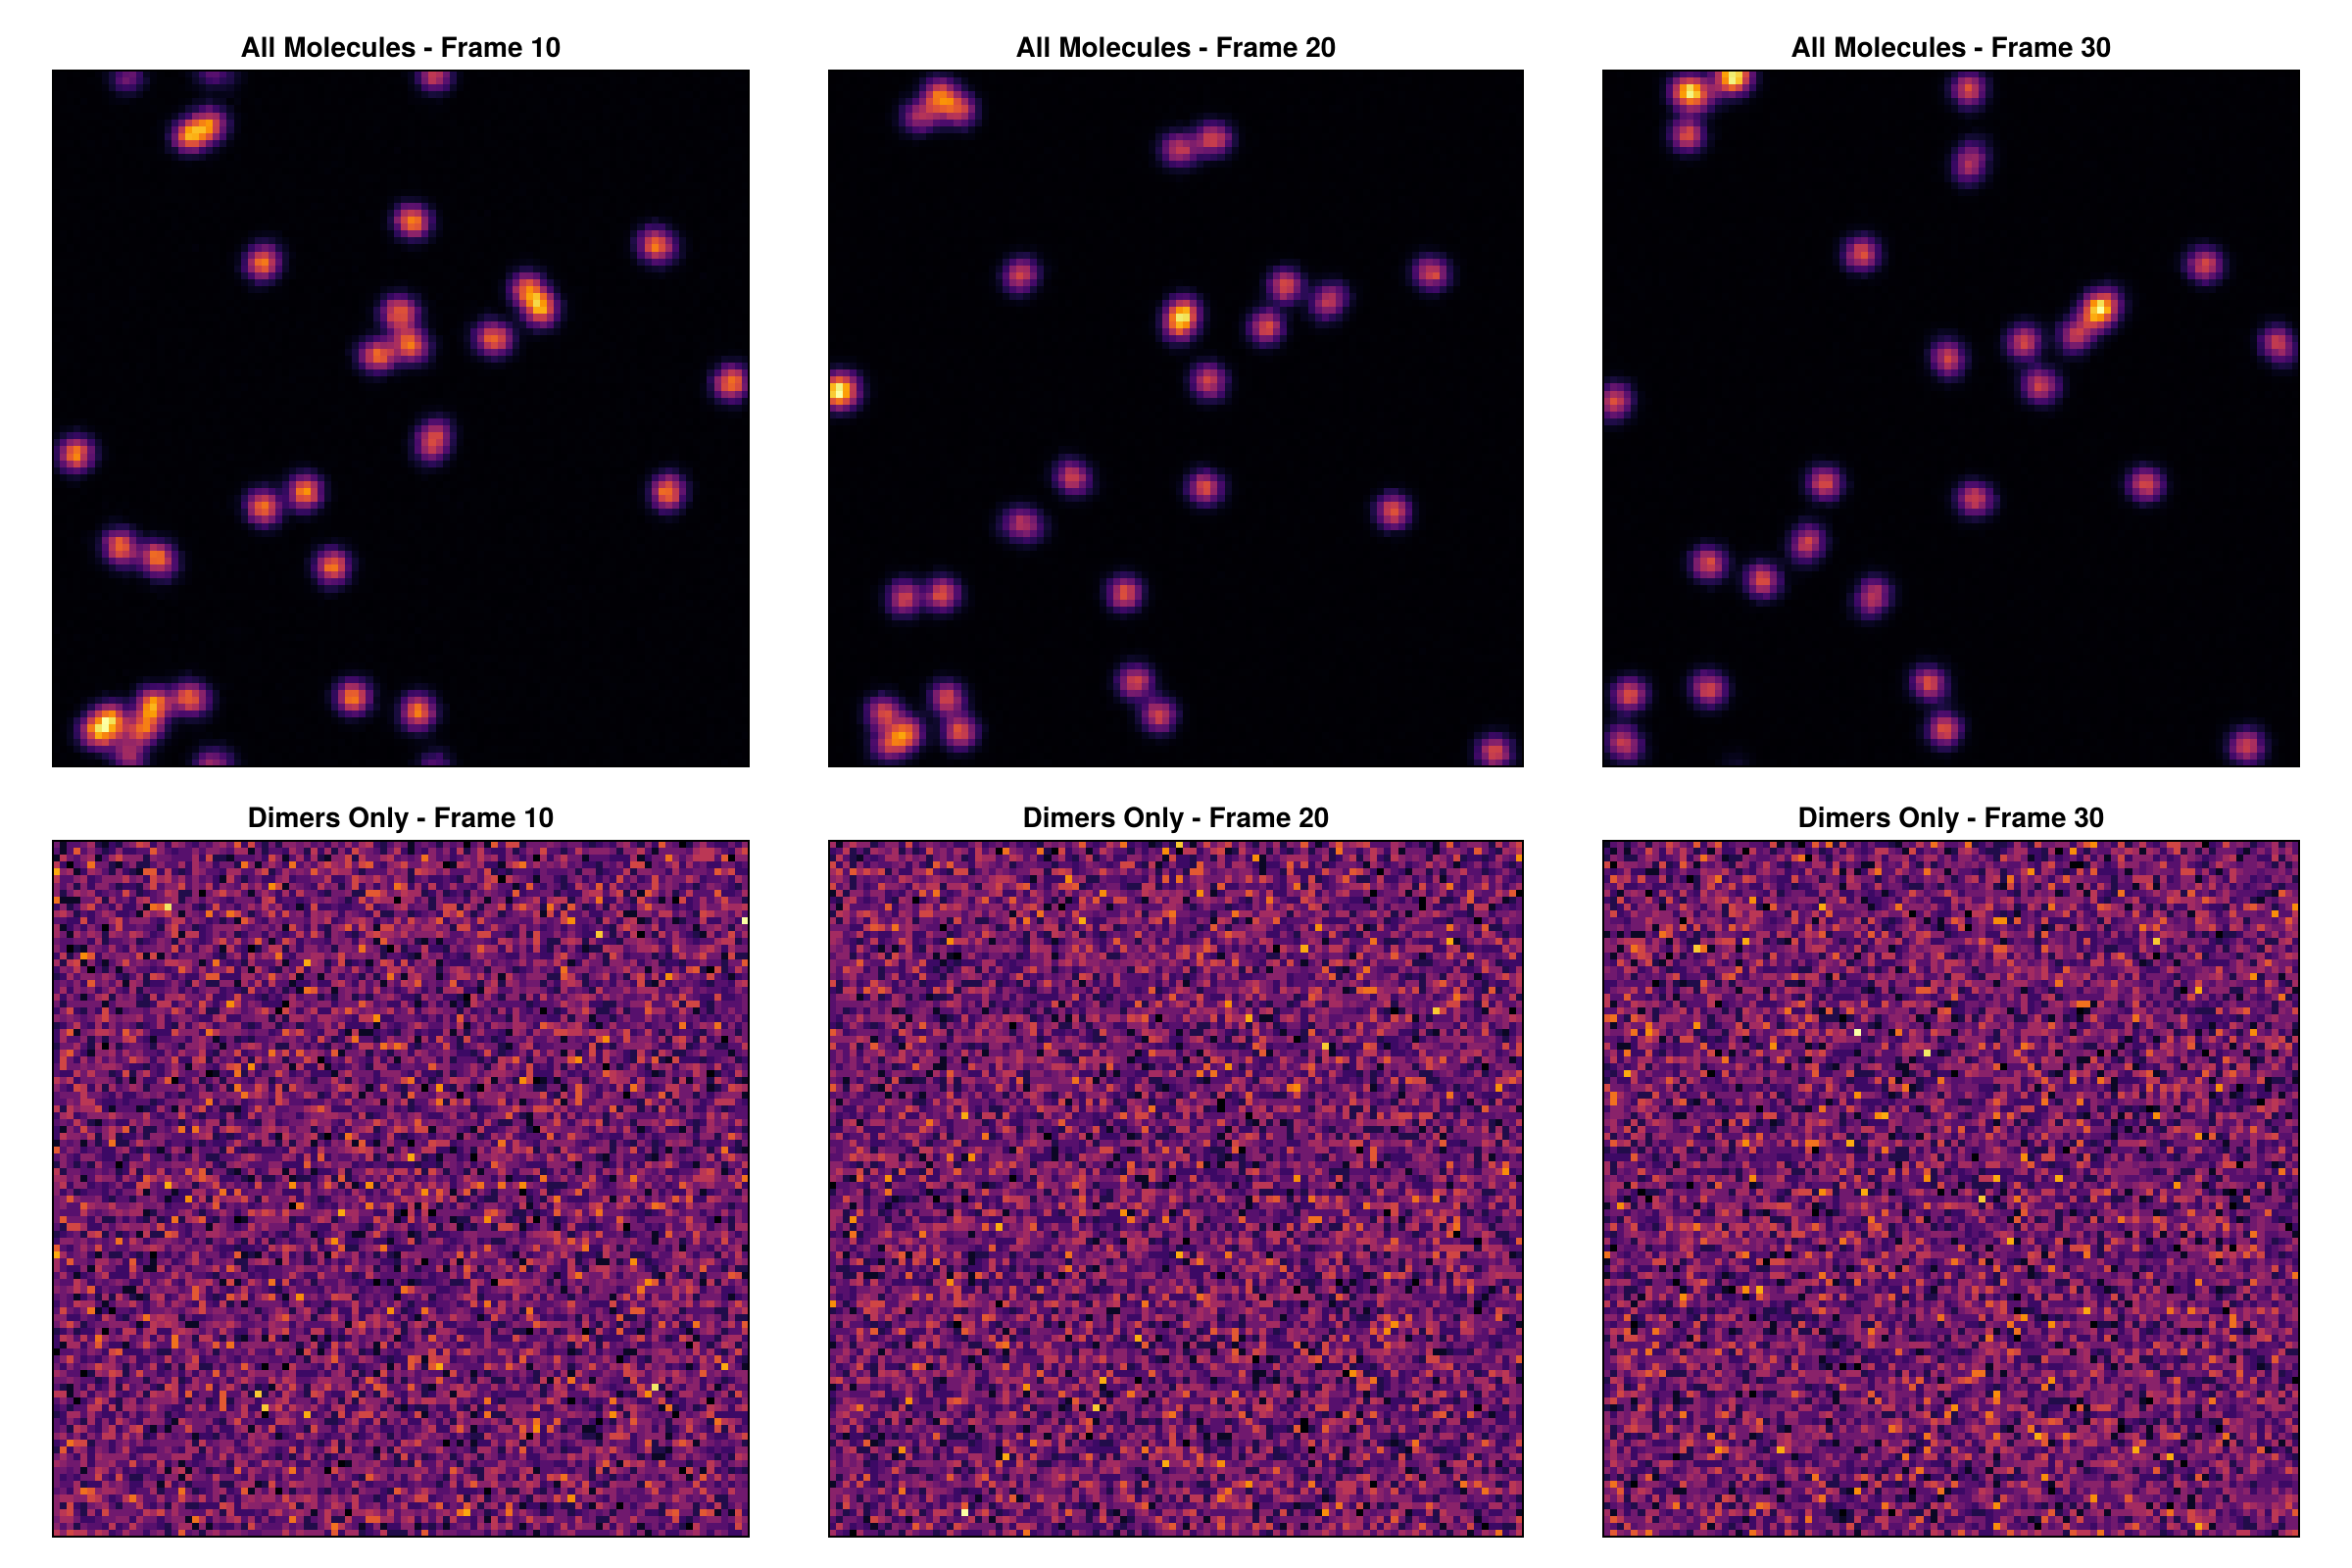 All Molecules - Frame 10
All Molecules - Frame 20
All Molecules - Frame 30
Dimers Only - Frame 10
Dimers Only - Frame 20
Dimers Only - Frame 30